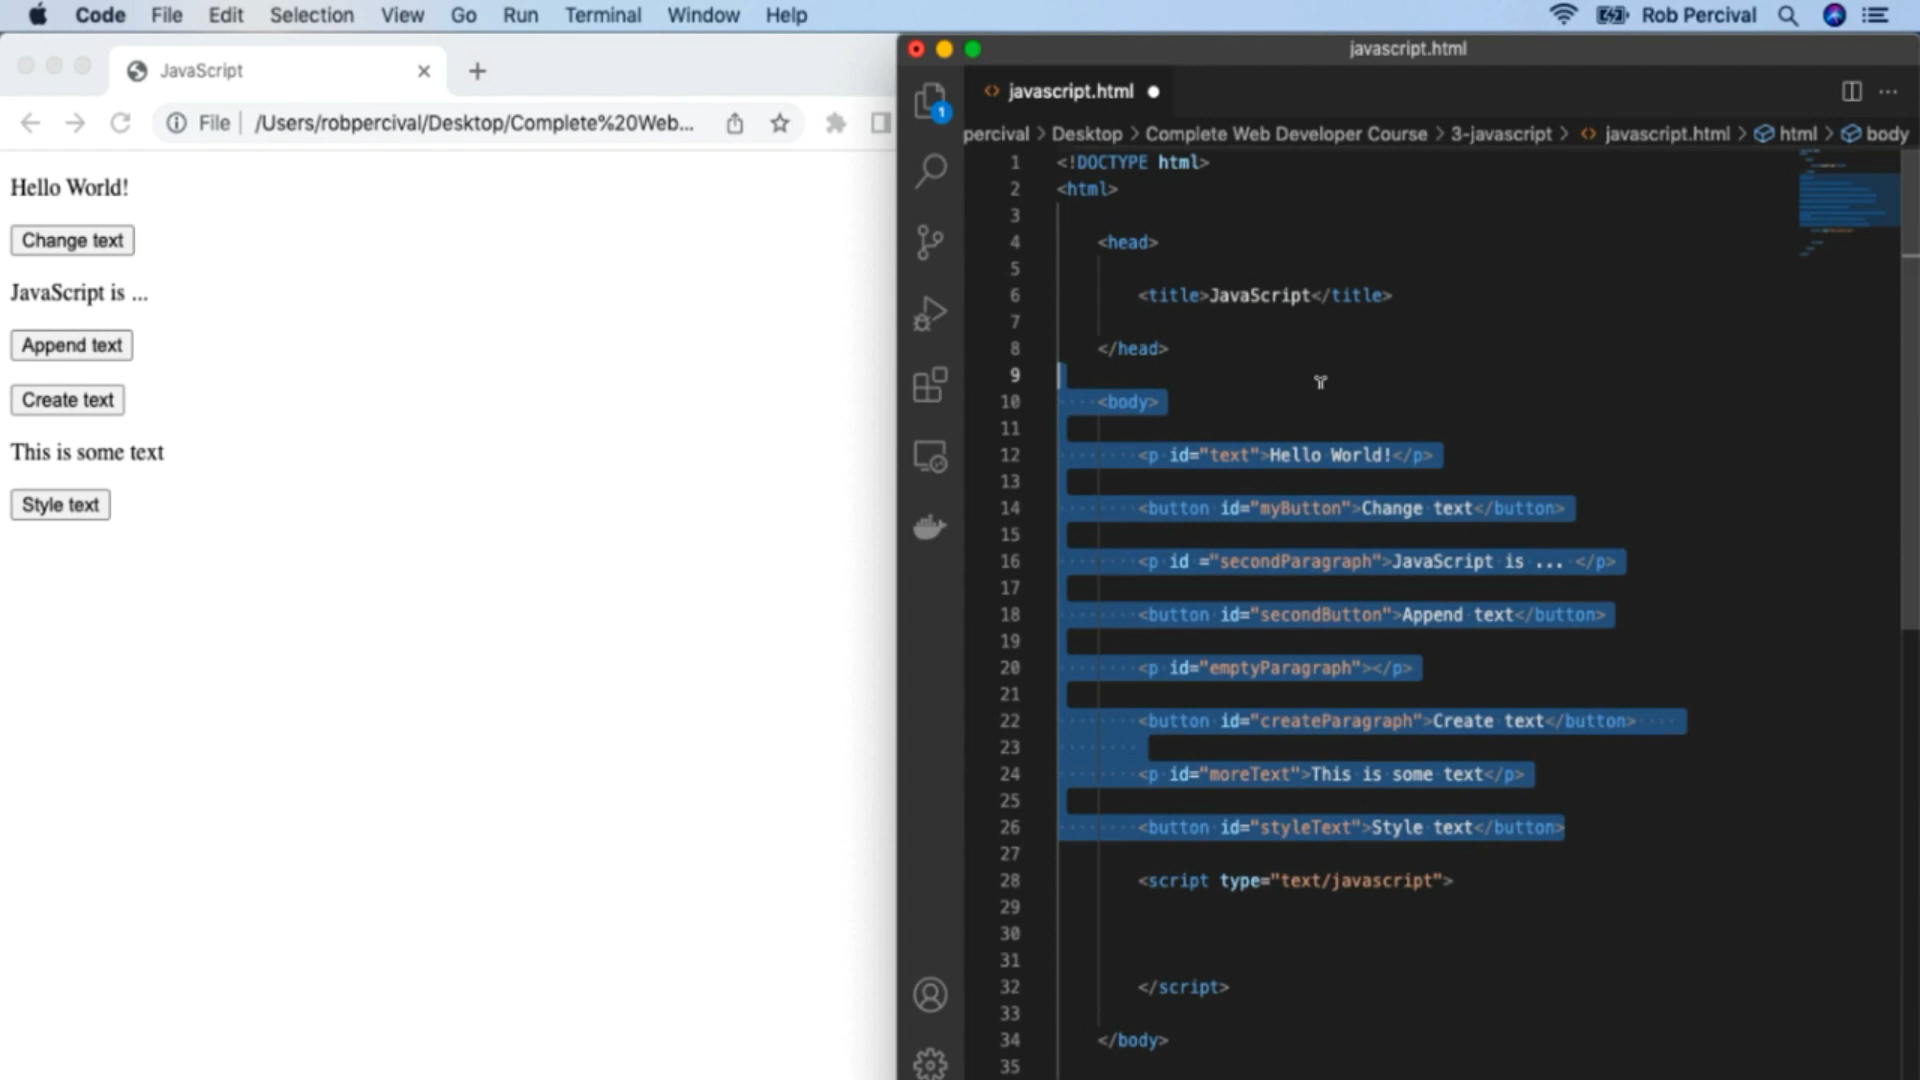 Code File Edit Selection View Go Run Terminal Window Help Rob Percival
JavaScript
File /Users/robpercival/Desktop/Complete%20Web...
Hello World!
Change text
JavaScript is ...
Append text
Create text
This is some text
Style text
javascript.html
1
javascript.html
percival > Desktop > Complete Web Developer Course > 3-javascript > javascript.html > html > body
1 <!DOCTYPE html>
2 <html>
3
4 <head>
5
6 <title>JavaScript</title>
7
8 </head>
9
10 <body>
11
12 <p id="text">Hello World!</p>
13
14 <button id="myButton">Change text</button>
15
16 <p id ="secondParagraph">JavaScript is ... </p>
17
18 <button id="secondButton">Append text</button>
19
20 <p id="emptyParagraph"></p>
21
22 <button id="createParagraph">Create text</button>
23
24 <p id="moreText">This is some text</p>
25
26 <button id="styleText">Style text</button>
27
28 <script type="text/javascript">
29
30
31
32 </script>
33
34 </body>
35